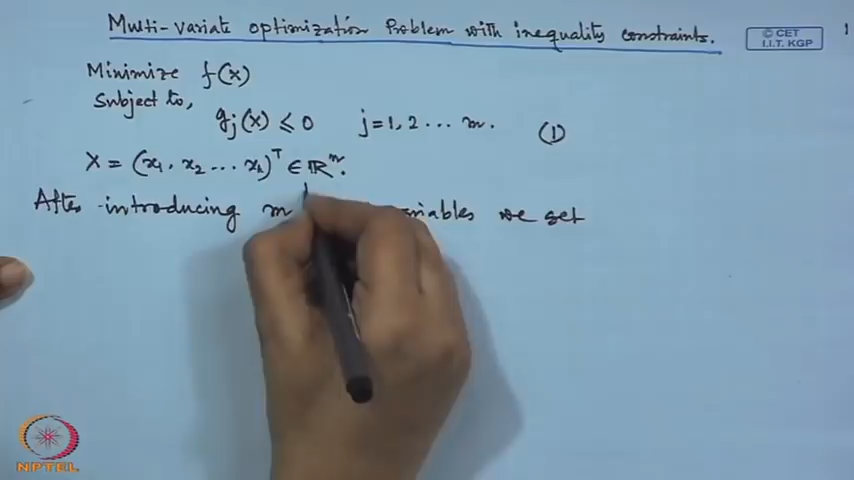 Multi-variate optimization Problem with inequality constraints.
© CET
I.I.T. KGP
1
Minimize f(x)
Subject to,
gj(x) ≤ 0 j = 1, 2 ... m. (1)
X = (x1, x2 ... xn)ᵀ ∈ ℝⁿ.
After introducing m we get
NPTEL